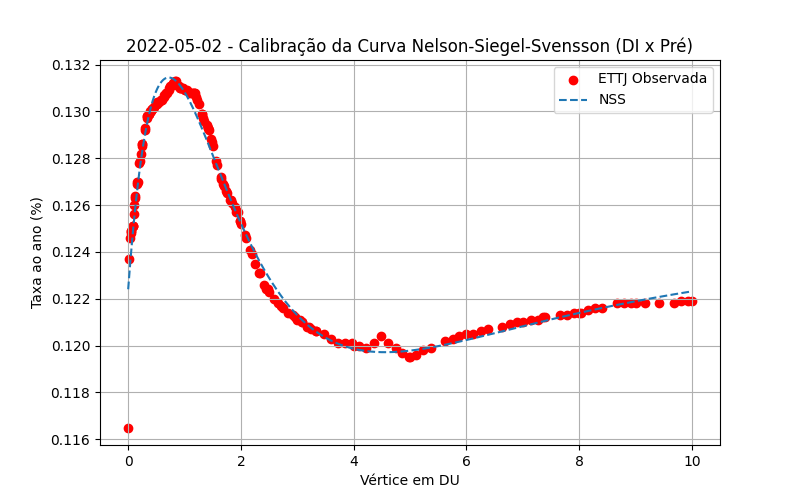 2022-05-02 - Calibração da Curva Nelson-Siegel-Svensson (DI x Pré)
ETTJ Observada
NSS
Taxa ao ano (%)
0.132
0.130
0.128
0.126
0.124
0.122
0.120
0.118
0.116
0 2 4 6 8 10
Vértice em DU